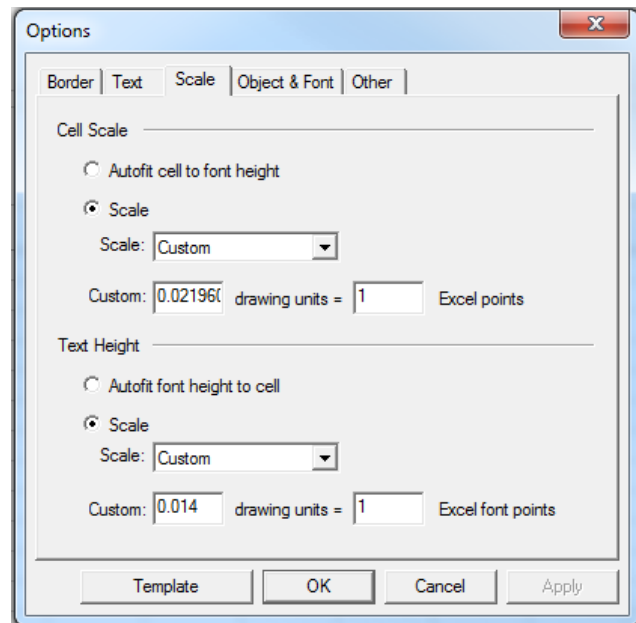 Options
Border Text Scale Object & Font Other
Cell Scale
Autofit cell to font height
Scale
Scale: Custom
Custom: 0.02196 drawing units = 1 Excel points
Text Height
Autofit font height to cell
Scale
Scale: Custom
Custom: 0.014 drawing units = 1 Excel font points
Template OK Cancel Apply